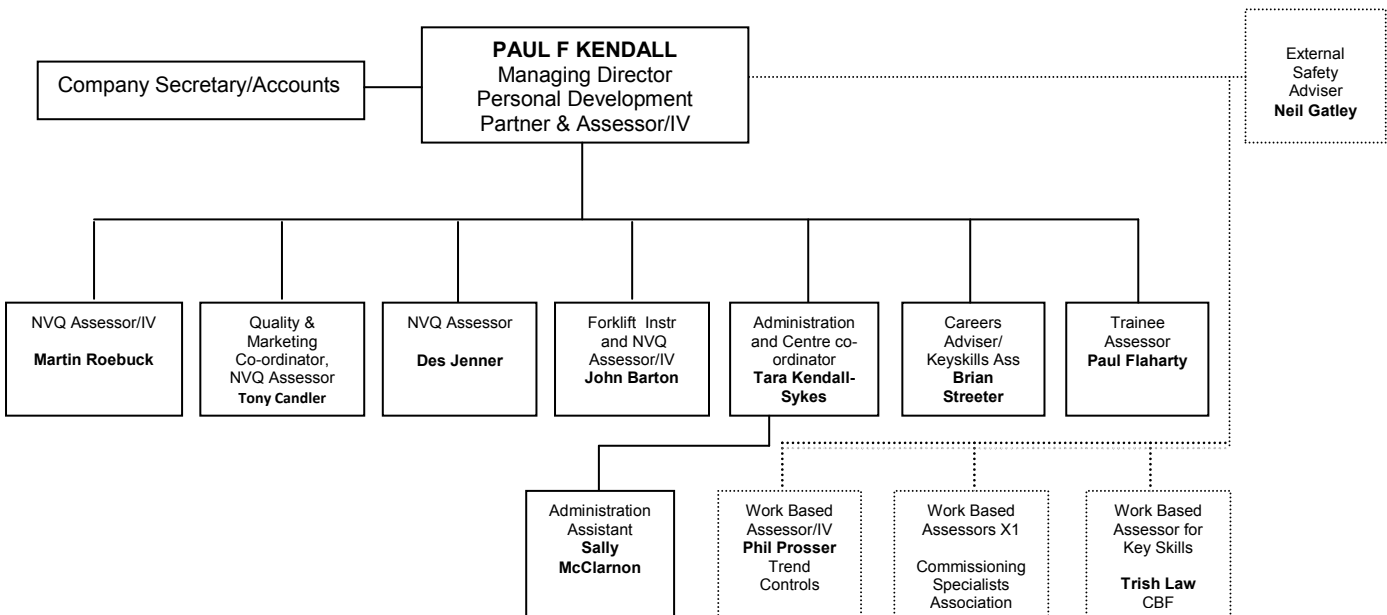 PAUL F KENDALL
Managing Director
Personal Development
Partner & Assessor/IV
Company Secretary/Accounts
External
Safety
Adviser
Neil Gatley
NVQ Assessor/IV
Martin Roebuck
Quality &
Marketing
Co-ordinator,
NVQ Assessor
Tony Candler
NVQ Assessor
Des Jenner
Forklift Instr
and NVQ
Assessor/IV
John Barton
Administration
and Centre co-
ordinator
Tara Kendall-
Sykes
Careers
Adviser/
Keyskills Ass
Brian
Streeter
Trainee
Assessor
Paul Flaharty
Administration
Assistant
Sally
McClarnon
Work Based
Assessor/IV
Phil Prosser
Trend
Controls
Work Based
Assessors X1
Commissioning
Specialists
Association
Work Based
Assessor for
Key Skills
Trish Law
CBF